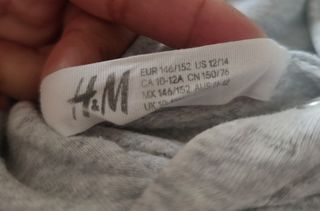 H&M
EUR 146/152 US 12/14
CA 10-12A CN 150/76
MX 146/152